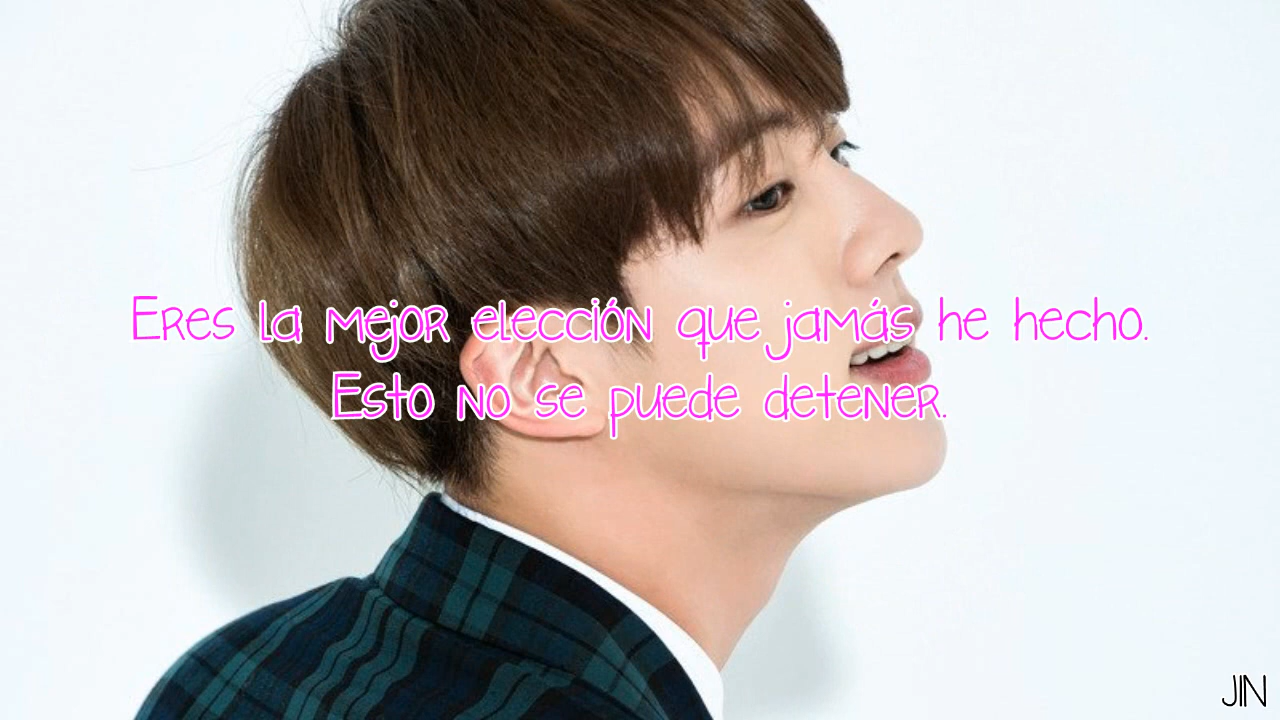 Eres la mejor elección que jamás he hecho.
Esto no se puede detener.
JIN